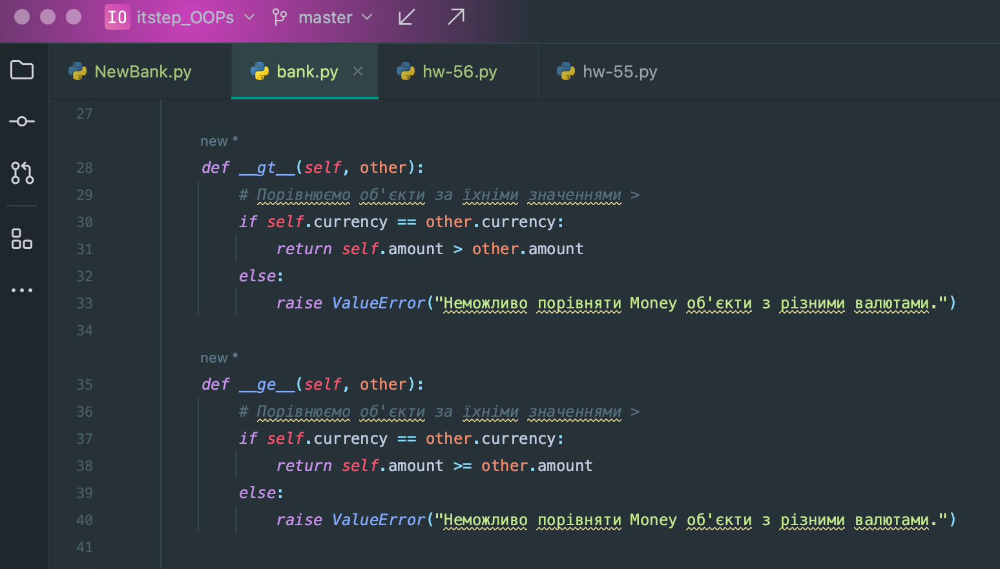 IO itstep_OOPs master
NewBank.py bank.py hw-56.py hw-55.py
27
new *
28 def __gt__(self, other):
29 # Порівнюємо об'єкти за їхніми значеннями >
30 if self.currency == other.currency:
31 return self.amount > other.amount
32 else:
33 raise ValueError("Неможливо порівняти Money об'єкти з різними валютами.")
34
new *
35 def __ge__(self, other):
36 # Порівнюємо об'єкти за їхніми значеннями >
37 if self.currency == other.currency:
38 return self.amount >= other.amount
39 else:
40 raise ValueError("Неможливо порівняти Money об'єкти з різними валютами.")
41